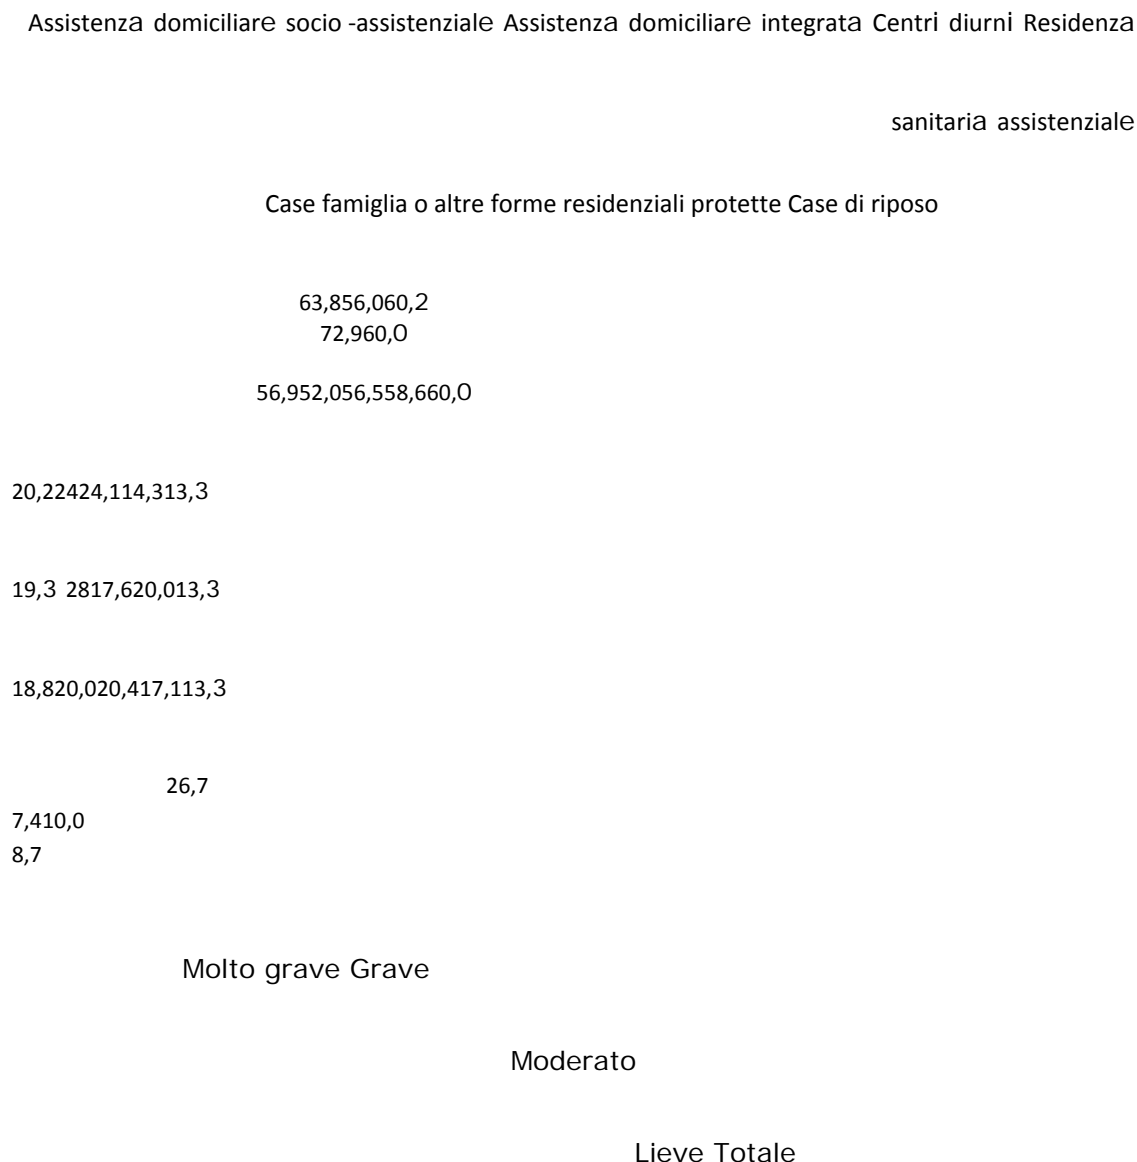 Assistenza domiciliare socio -assistenziale Assistenza domiciliare integrata Centri diurni Residenza
sanitaria assistenziale
Case famiglia o altre forme residenziali protette Case di riposo
63,856,060,2
72,960,0
56,952,056,558,660,0
20,22424,114,313,3
19,3 2817,620,013,3
18,820,020,417,113,3
26,7
7,410,0
8,7
Molto grave Grave
Moderato
Lieve Totale